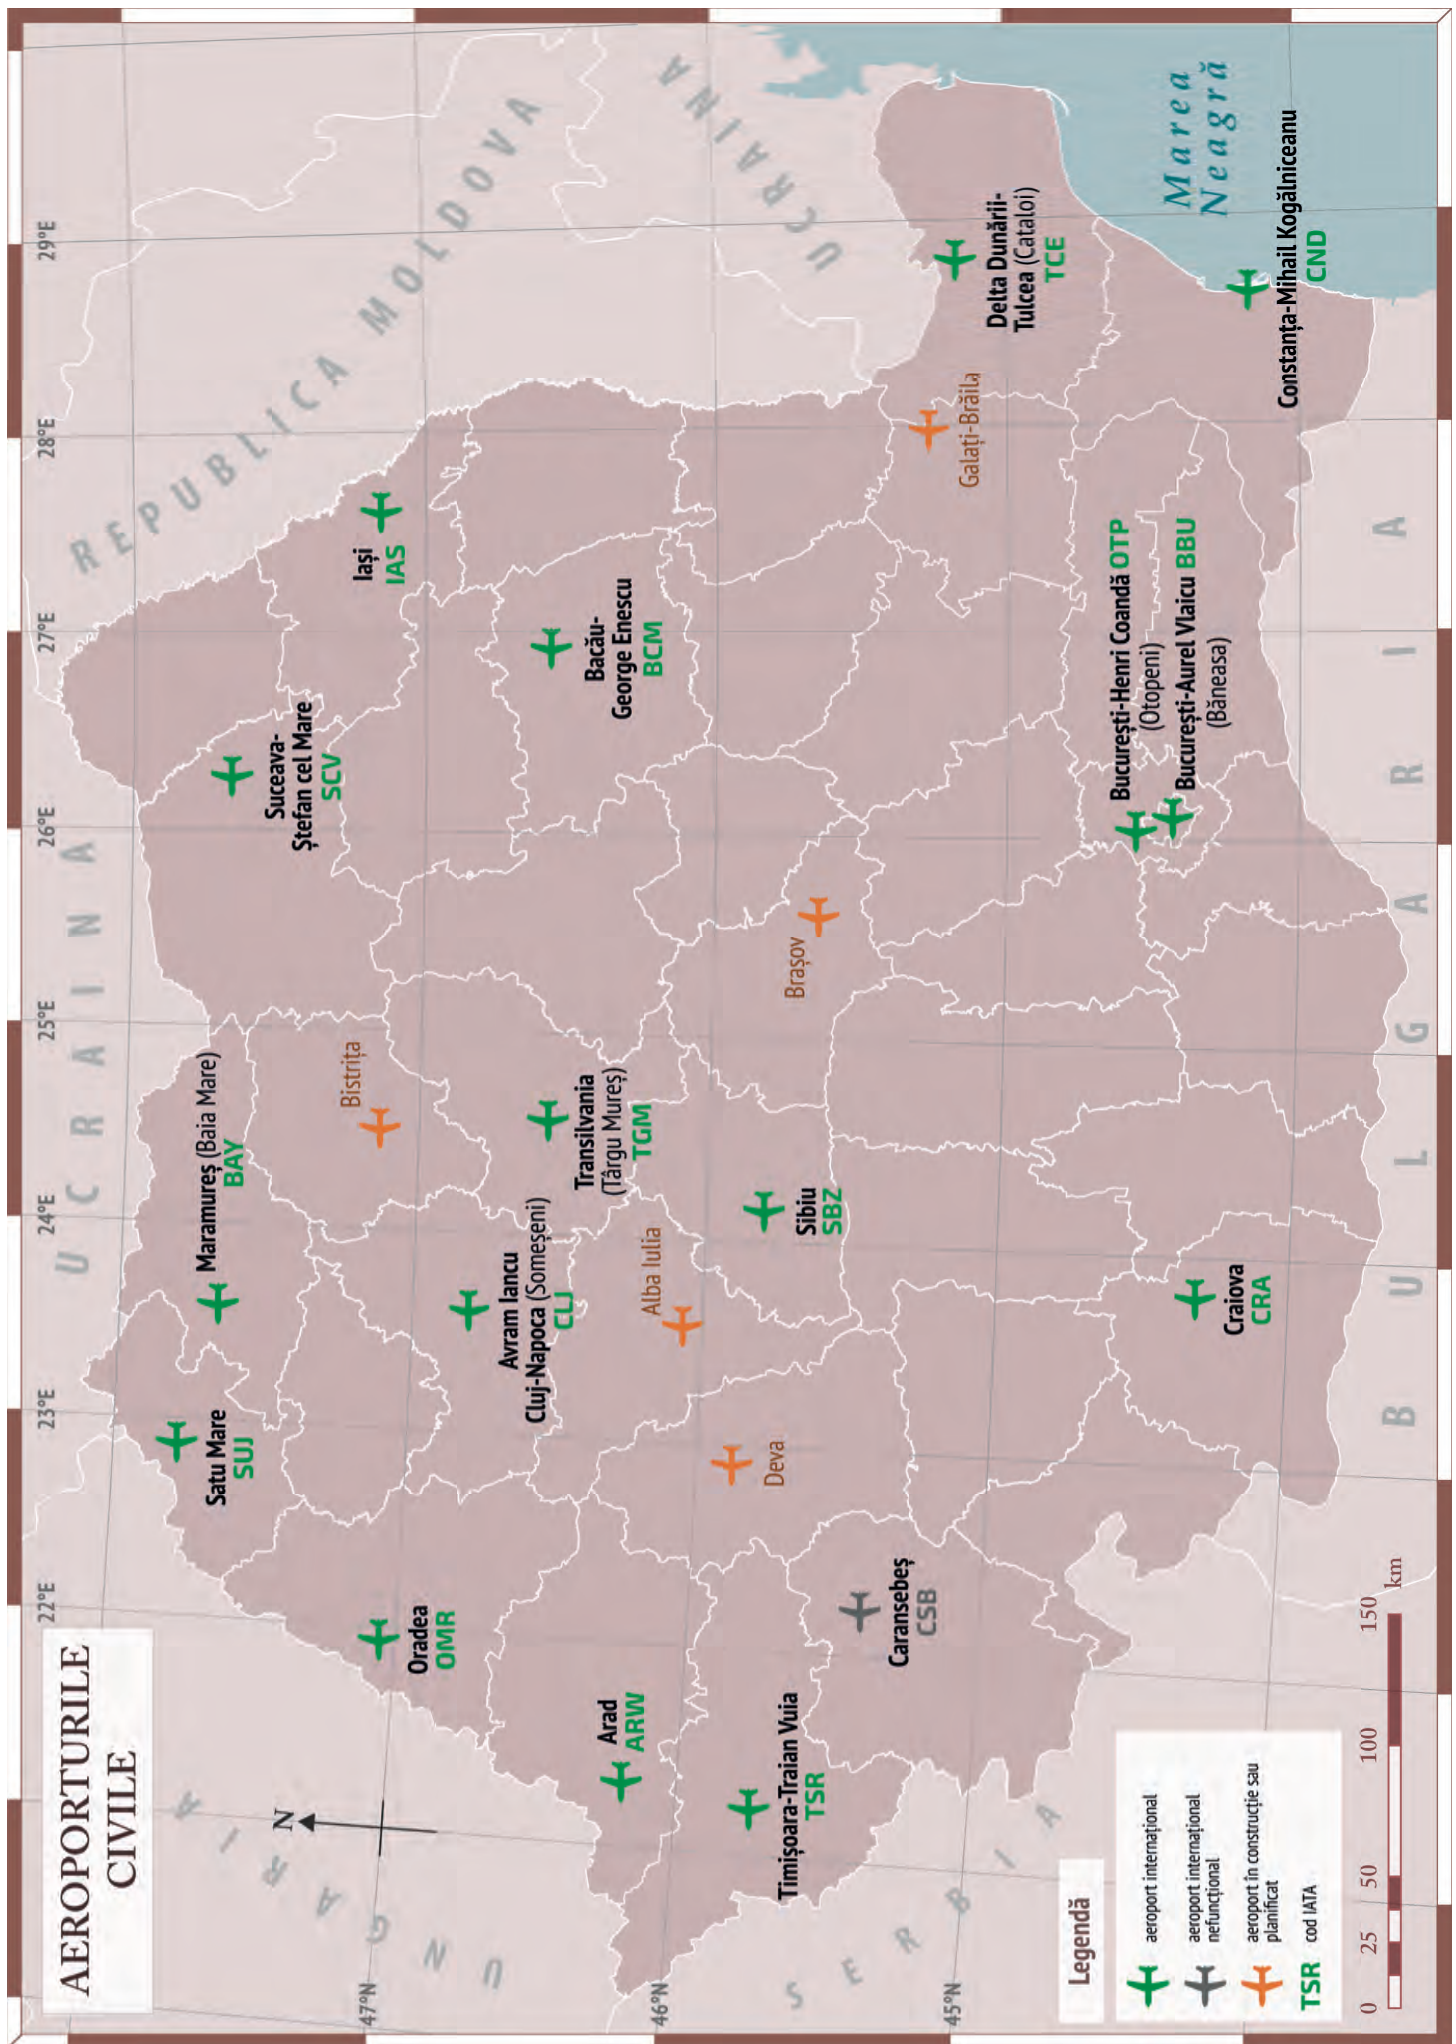 AEROPORTURILE
CIVILE
22°E
23°E
24°E
25°E
26°E
27°E
28°E
29°E
47°N
46°N
45°N
N
UCRAINA
REPUBLICA MOLDOVA
UCRAINA
UNGARIA
SERBIA
BULGARIA
Marea
Neagră
Satu Mare
SUJ
Maramureș (Baia Mare)
BAY
Suceava-
Ștefan cel Mare
SCV
Iași
IAS
Oradea
OMR
Bistrița
Avram Iancu
Cluj-Napoca (Someșeni)
CLJ
Transilvania
(Târgu Mureș)
TGM
Bacău-
George Enescu
BCM
Arad
ARW
Alba Iulia
Timișoara-Traian Vuia
TSR
Deva
Sibiu
SBZ
Brașov
Caransebeș
CSB
Galați-Brăila
Delta Dunării-
Tulcea (Cataloi)
TCE
București-Henri Coandă OTP
(Otopeni)
București-Aurel Vlaicu BBU
(Băneasa)
Craiova
CRA
Constanța-Mihail Kogălniceanu
CND
Legendă
aeroport internațional
aeroport internațional
nefuncțional
aeroport în construcție sau
planificat
TSR cod IATA
0 25 50 100 150
km